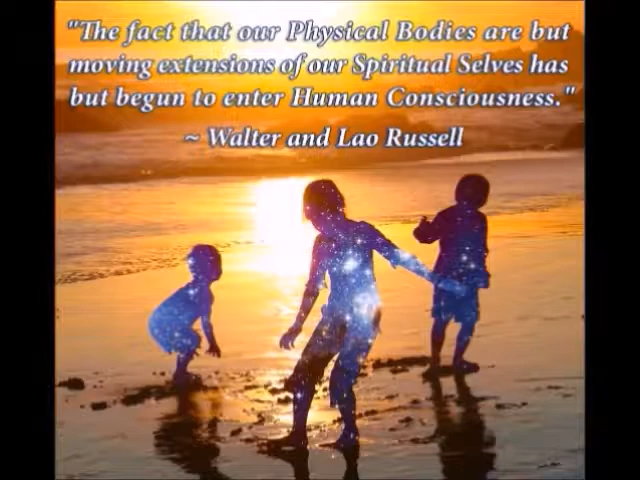 "The fact that our Physical Bodies are but
moving extensions of our Spiritual Selves has
but begun to enter Human Consciousness."
~ Walter and Lao Russell